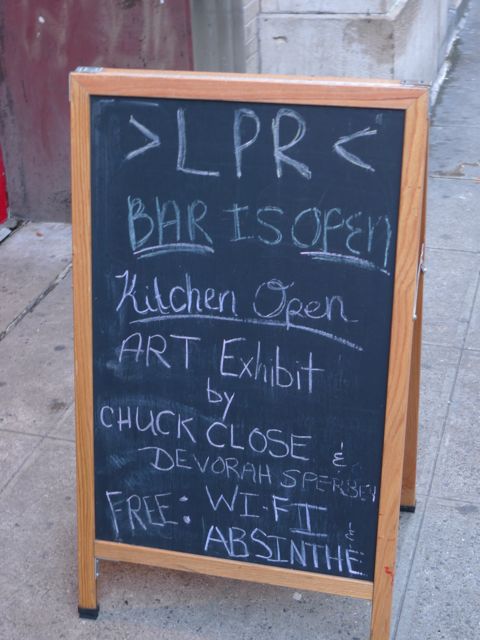 > LPR <
BAR IS OPEN
Kitchen Open
ART Exhibit
by
CHUCK CLOSE &
DEVORAH SPERBER
FREE: WI-FI &
ABSINTHE